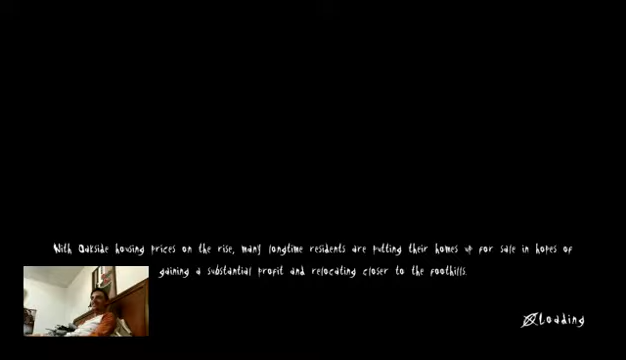 With Oakside housing prices on the rise, many longtime residents are putting their homes up for sale in hopes of
gaining a substantial profit and relocating closer to the foothills.
Loading